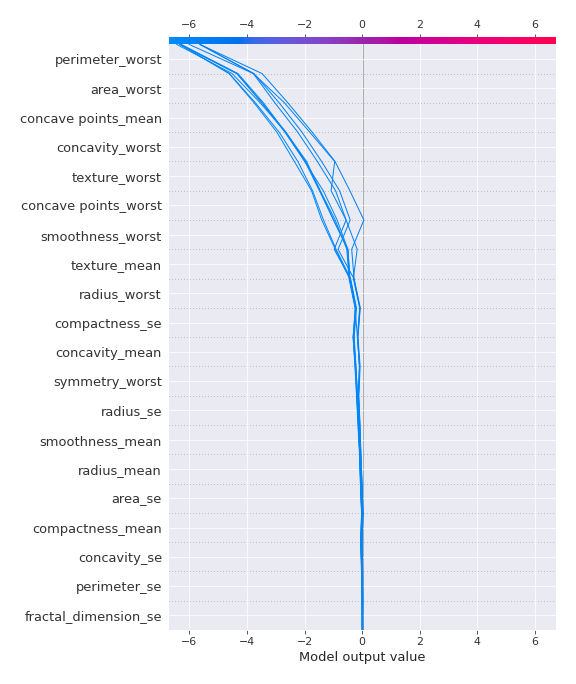 −6 −4 −2 0 2 4 6
perimeter_worst
area_worst
concave points_mean
concavity_worst
texture_worst
concave points_worst
smoothness_worst
texture_mean
radius_worst
compactness_se
concavity_mean
symmetry_worst
radius_se
smoothness_mean
radius_mean
area_se
compactness_mean
concavity_se
perimeter_se
fractal_dimension_se
−6 −4 −2 0 2 4 6
Model output value